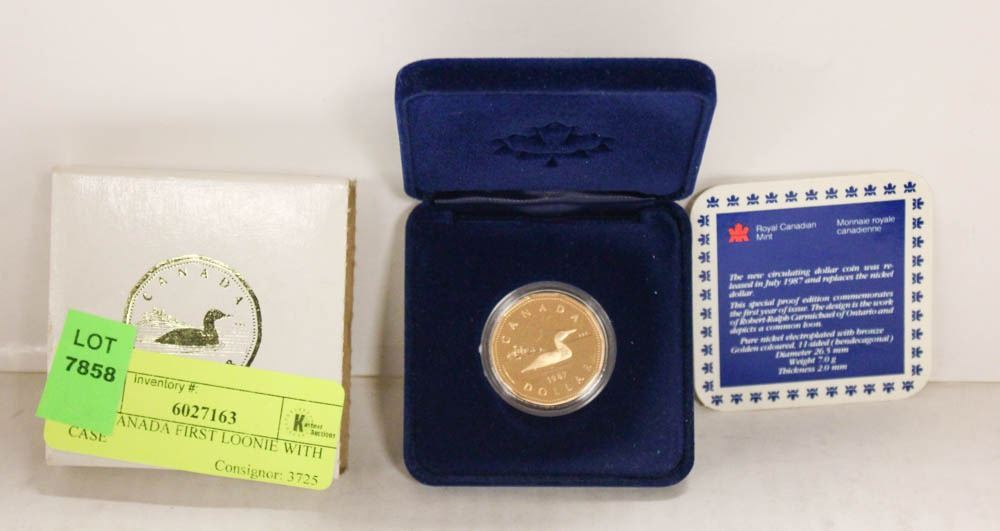 CANADA
LOT
7858
Inventory #:
6027163
Kastner
Auctions
ANADA FIRST LOONIE WITH
CASE
Consignor: 3725
CANADA
1987
DOLLAR
Royal Canadian
Mint
Monnaie royale
canadienne
The new circulating dollar coin was re-
leased in July 1987 and replaces the nickel
dollar.
This special proof edition commemorates
the first year of issue. The design is the work
of Robert-Ralph Carmichael of Ontario and
depicts a common loon.
Pure nickel electroplated with bronze
Golden coloured, 11-sided (hendecagonal)
Diameter 26.5 mm
Weight 7.0 g
Thickness 2.0 mm